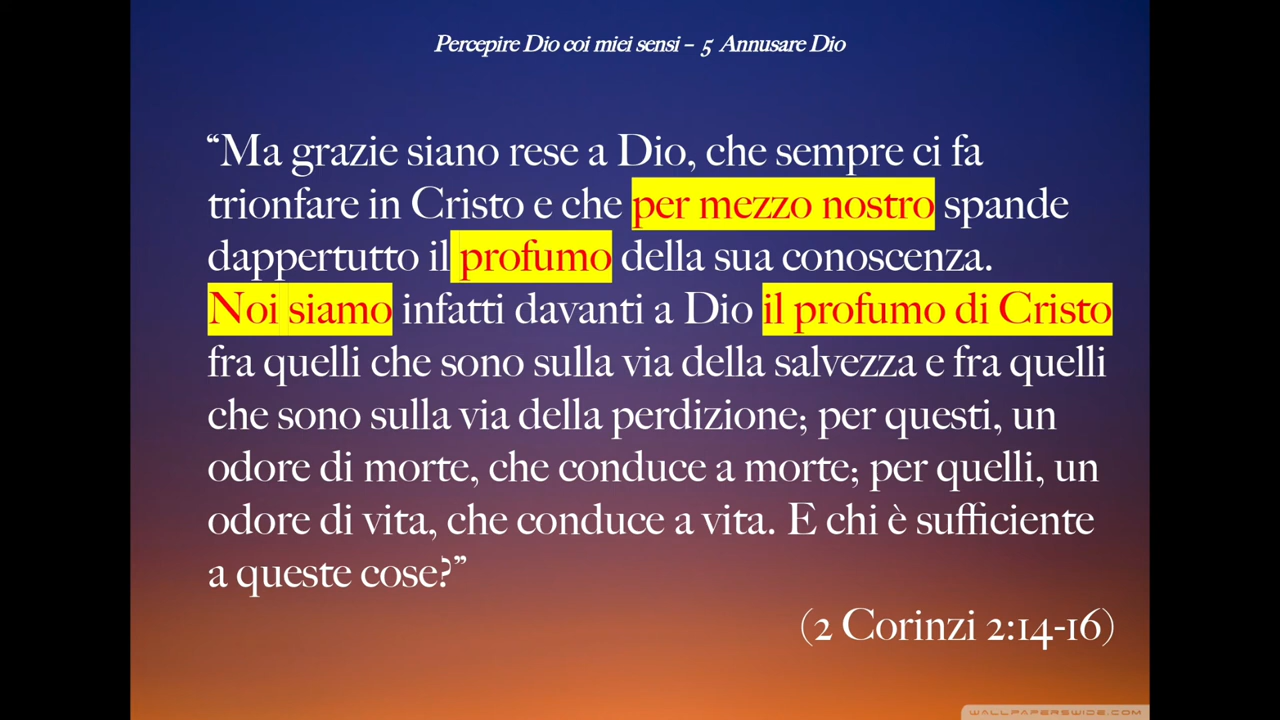 Percepire Dio coi miei sensi – 5 Annusare Dio
“Ma grazie siano rese a Dio, che sempre ci fa
trionfare in Cristo e che per mezzo nostro spande
dappertutto il profumo della sua conoscenza.
Noi siamo infatti davanti a Dio il profumo di Cristo
fra quelli che sono sulla via della salvezza e fra quelli
che sono sulla via della perdizione; per questi, un
odore di morte, che conduce a morte; per quelli, un
odore di vita, che conduce a vita. E chi è sufficiente
a queste cose?”
(2 Corinzi 2:14-16)
WALLPAPERSWIDE.COM